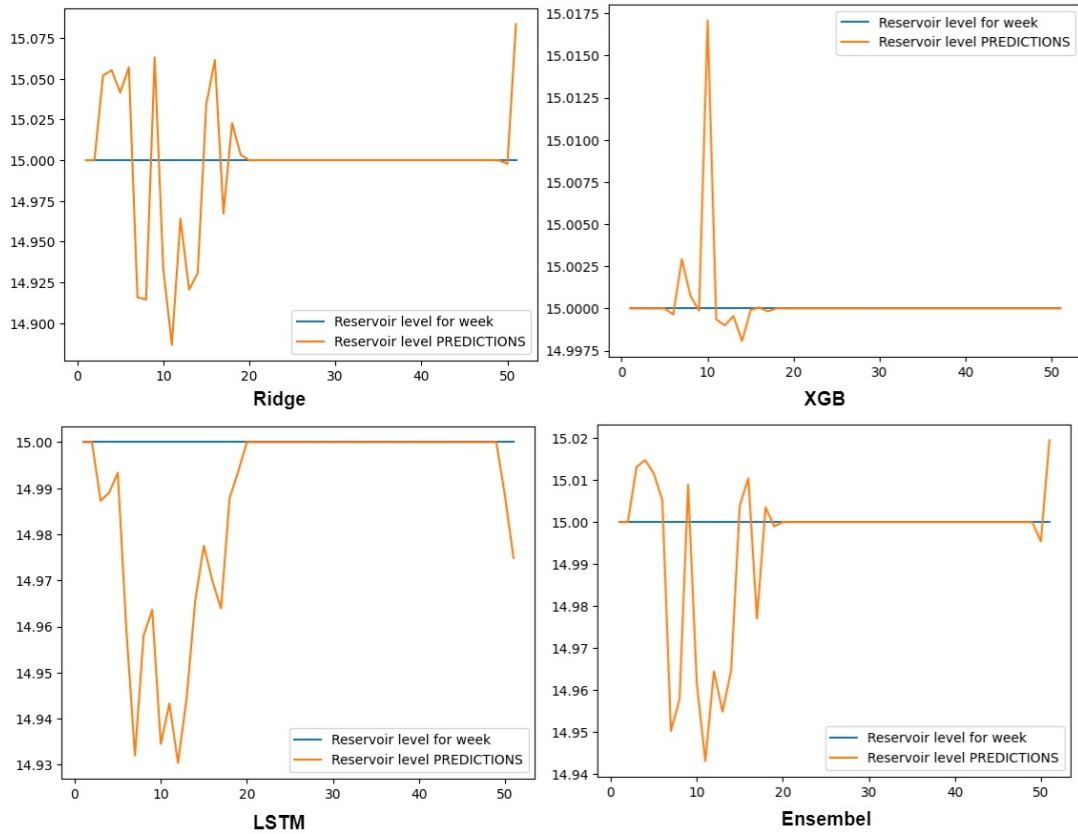 15.075
15.050
15.025
15.000
14.975
14.950
14.925
14.900
Reservoir level for week
Reservoir level PREDICTIONS
0 10 20 30 40 50
Ridge
15.0175
15.0150
15.0125
15.0100
15.0075
15.0050
15.0025
15.0000
14.9975
Reservoir level for week
Reservoir level PREDICTIONS
0 10 20 30 40 50
XGB
15.00
14.99
14.98
14.97
14.96
14.95
14.94
14.93
Reservoir level for week
Reservoir level PREDICTIONS
0 10 20 30 40 50
LSTM
15.02
15.01
15.00
14.99
14.98
14.97
14.96
14.95
14.94
Reservoir level for week
Reservoir level PREDICTIONS
0 10 20 30 40 50
Ensembel